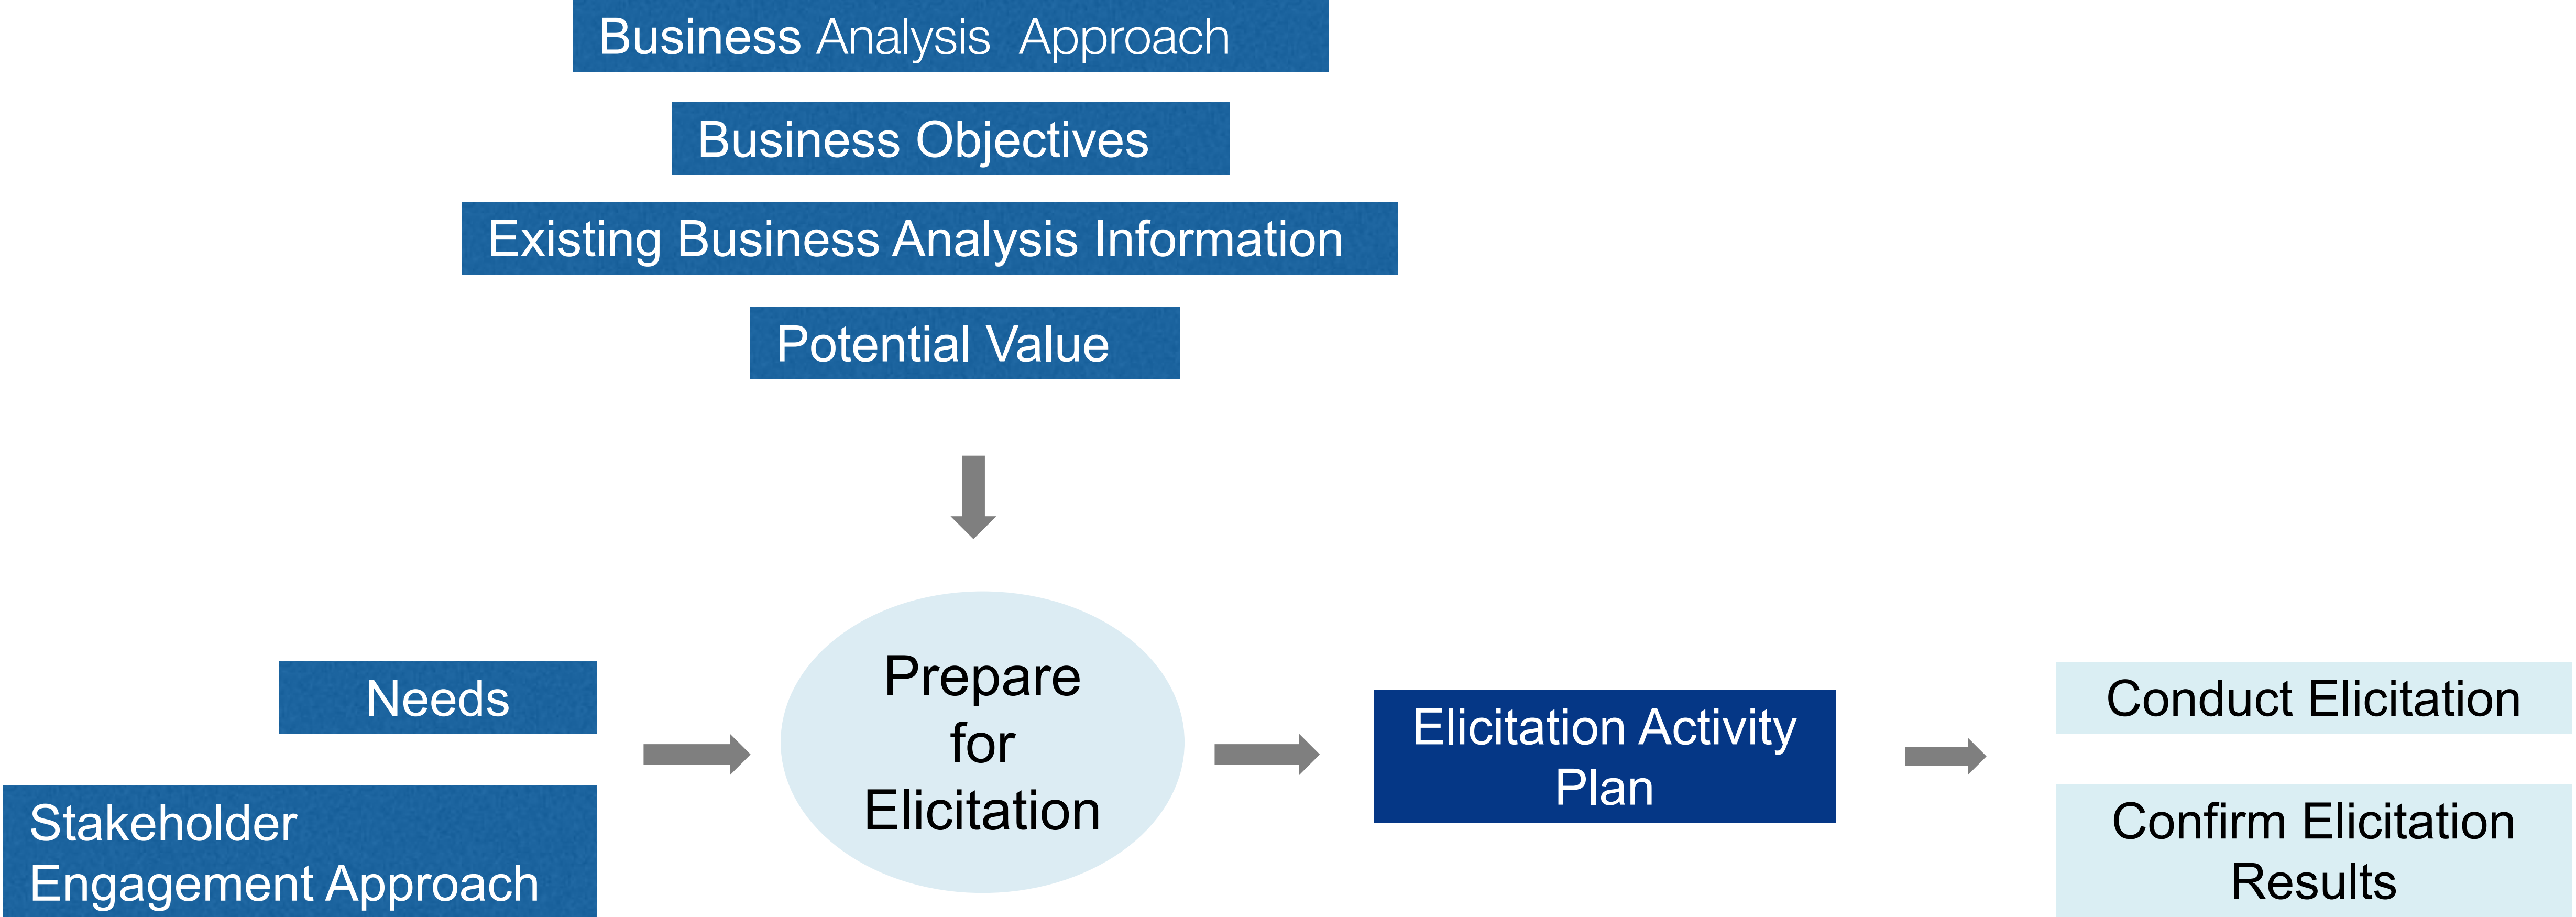 Business Analysis Approach
Business Objectives
Existing Business Analysis Information
Potential Value
Needs
Stakeholder
Engagement Approach
Prepare
for
Elicitation
Elicitation Activity
Plan
Conduct Elicitation
Confirm Elicitation
Results